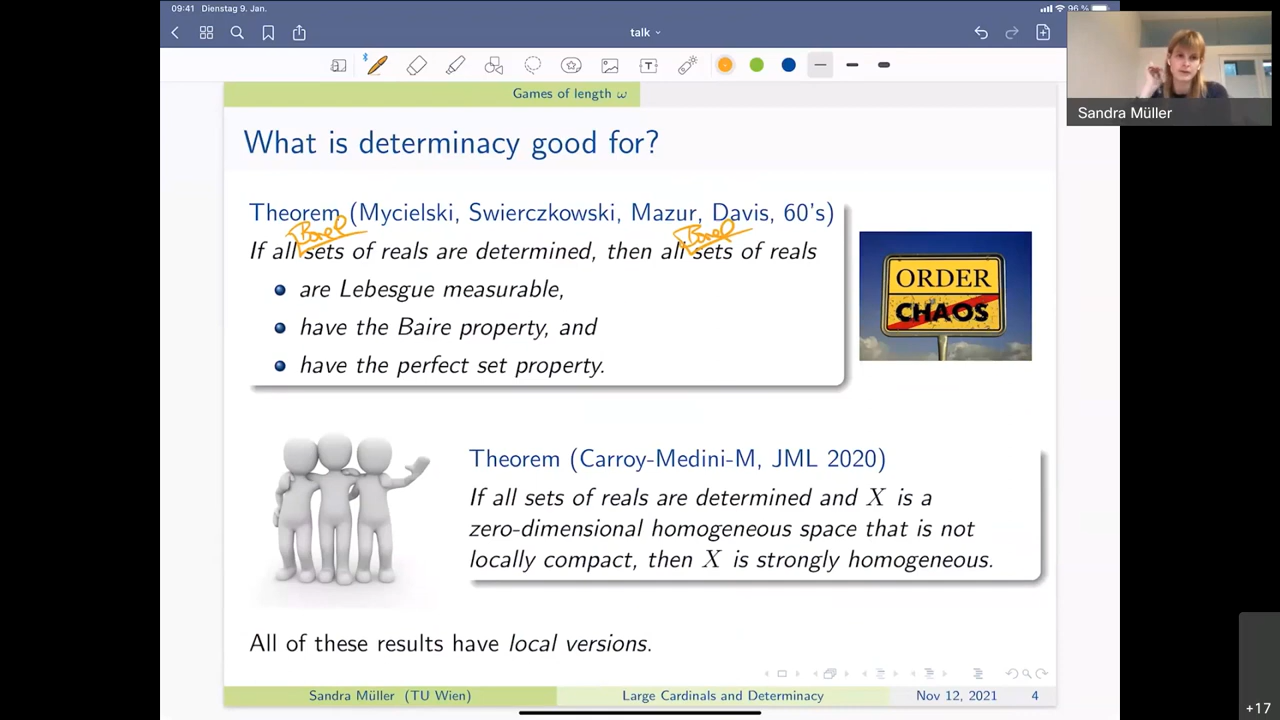 09:41 Dienstag 9. Jan.
96 %
talk
T
Sandra Müller
Games of length ω
What is determinacy good for?
Theorem (Mycielski, Swierczkowski, Mazur, Davis, 60's)
Borel Borel
If all sets of reals are determined, then all sets of reals
are Lebesgue measurable,
have the Baire property, and
have the perfect set property.
ORDER
CHAOS
Theorem (Carroy-Medini-M, JML 2020)
If all sets of reals are determined and X is a
zero-dimensional homogeneous space that is not
locally compact, then X is strongly homogeneous.
All of these results have local versions.
Sandra Müller (TU Wien) Large Cardinals and Determinacy Nov 12, 2021 4
+17